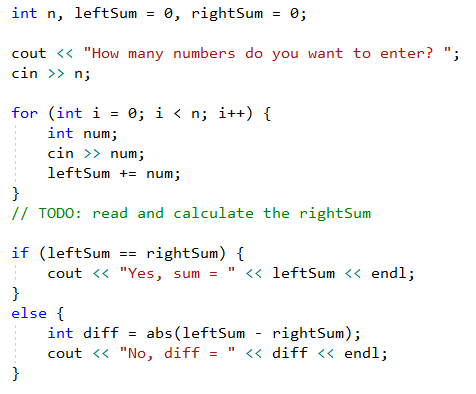 int n, leftSum = 0, rightSum = 0;
cout << "How many numbers do you want to enter? ";
cin >> n;
for (int i = 0; i < n; i++) {
int num;
cin >> num;
leftSum += num;
}
// TODO: read and calculate the rightSum
if (leftSum == rightSum) {
cout << "Yes, sum = " << leftSum << endl;
}
else {
int diff = abs(leftSum - rightSum);
cout << "No, diff = " << diff << endl;
}